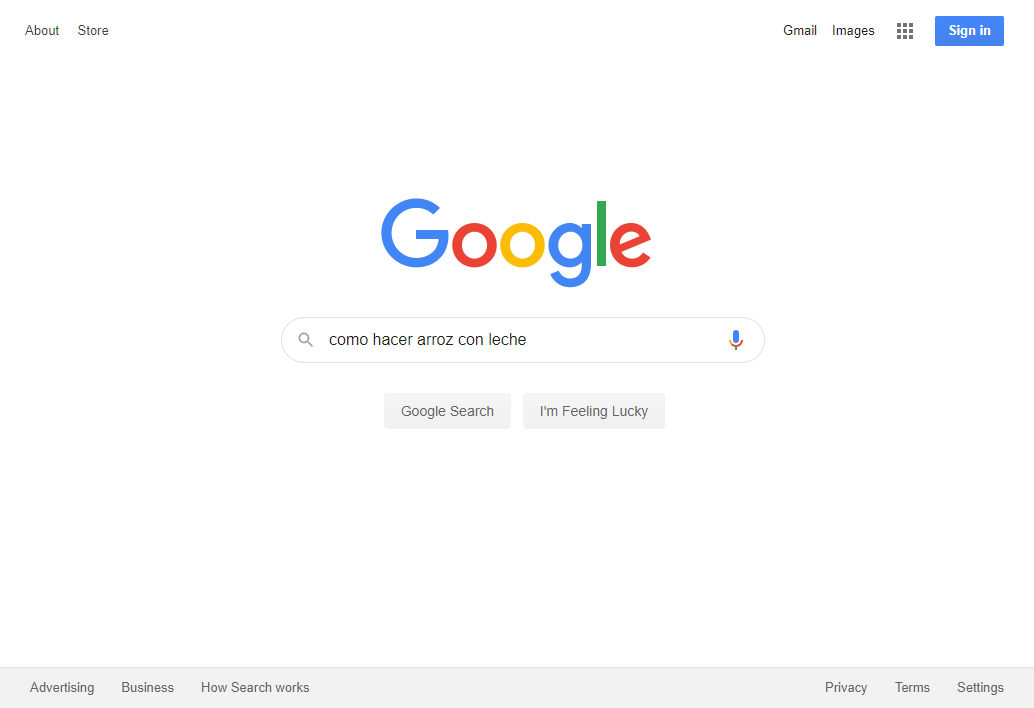 About Store Gmail Images Sign in
Google
como hacer arroz con leche
Google Search I'm Feeling Lucky
Advertising Business How Search works Privacy Terms Settings